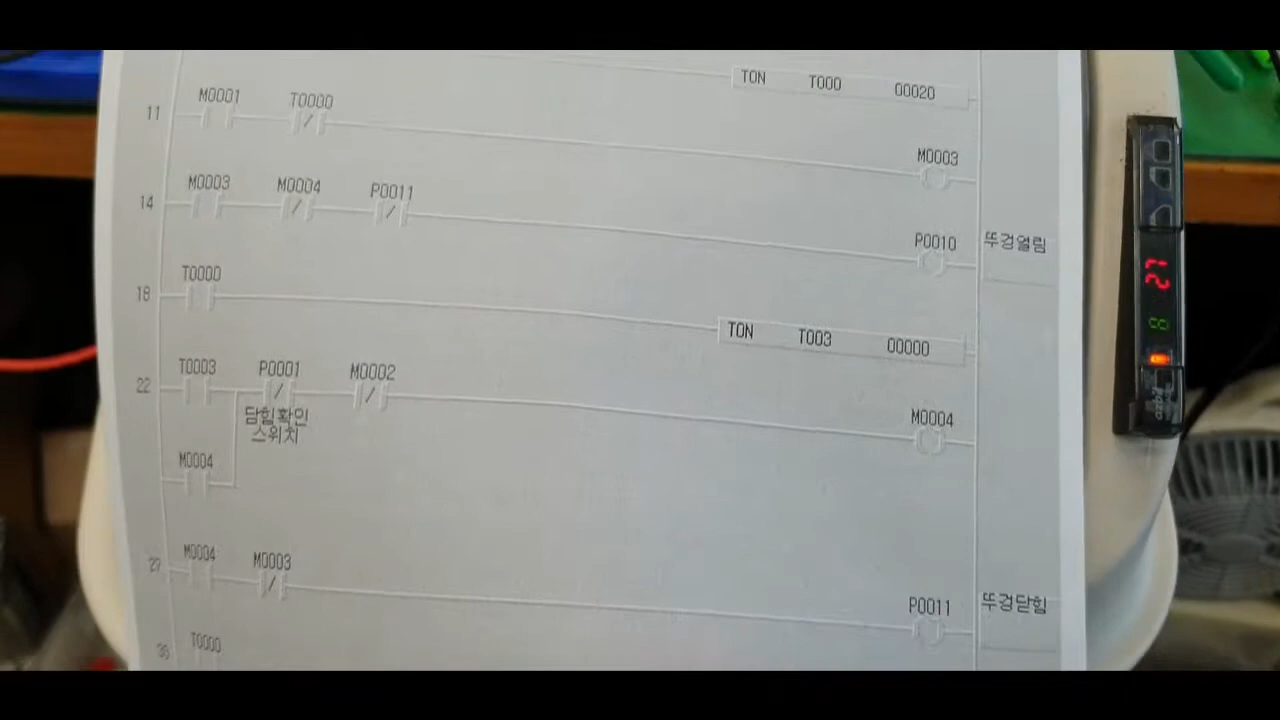 TON T000 00020
11 M0001 T0000
M0003
14 M0003 M0004 P0011
P0010 뚜껑열림
18 T0000
TON T003 00000
22 T0003 P0001 M0002
담힘확인
스위치
M0004
M0004
27 M0004 M0003
P0011 뚜껑닫힘
T0000
27